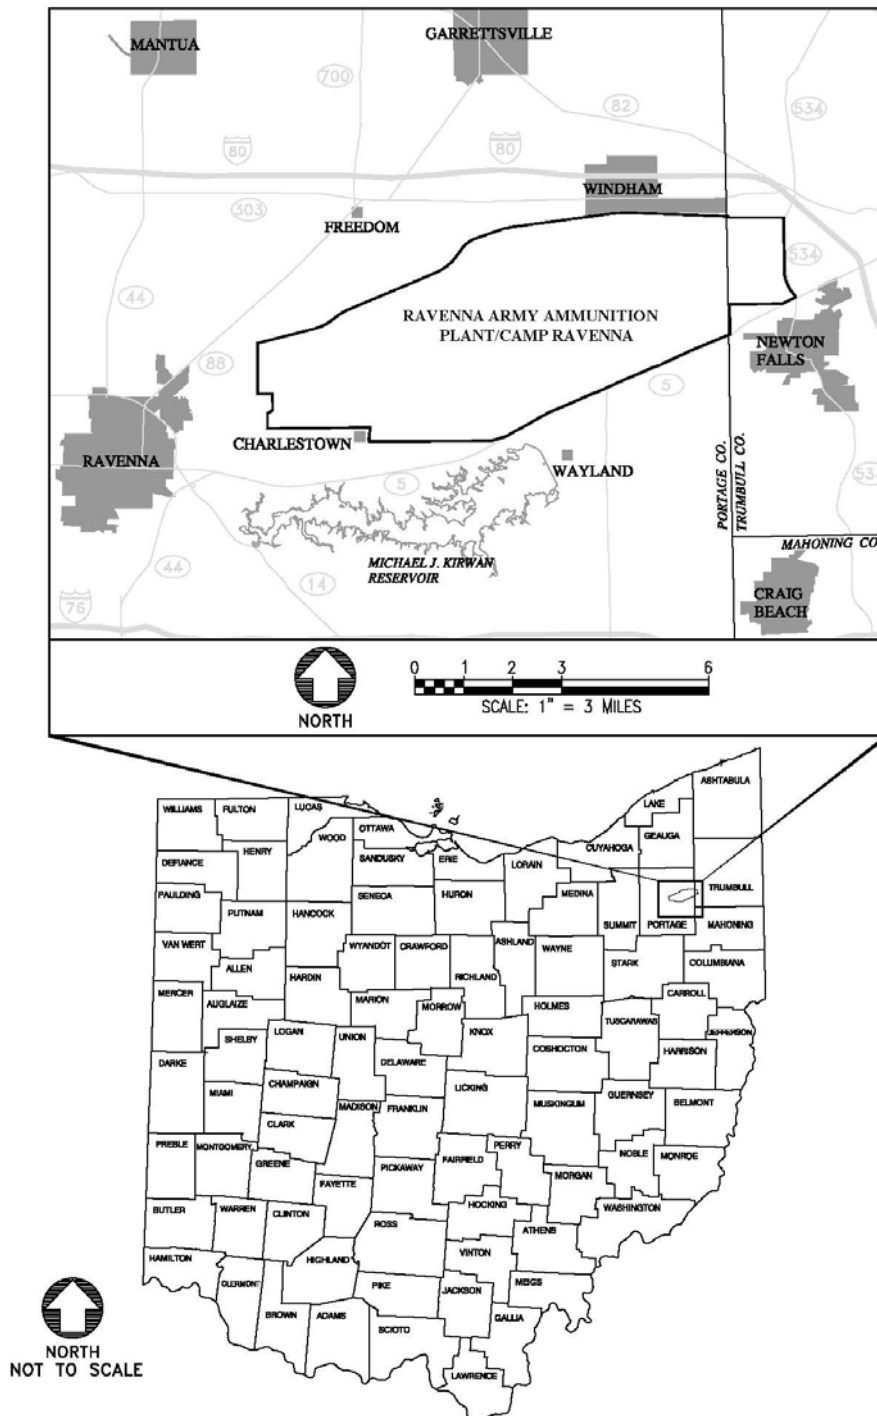 MANTUA
GARRETTSVILLE
700
82
534
80
80
WINDHAM
303
FREEDOM
534
44
RAVENNA ARMY AMMUNITION
PLANT/CAMP RAVENNA
NEWTON
FALLS
88
5
CHARLESTOWN
RAVENNA
WAYLAND
5
534
PORTAGE CO.
TRUMBULL CO.
MAHONING CO
MICHAEL J. KIRWAN
RESERVOIR
44
14
76
CRAIG
BEACH
0 1 2 3 6
SCALE: 1" = 3 MILES
NORTH
ASHTABULA
LAKE
WILLIAMS
FULTON
LUCAS
GEAUGA
OTTAWA
WOOD
CUYAHOGA
HENRY
SANDUSKY
ERIE
LORAIN
DEFIANCE
TRUMBULL
PAULDING
SENECA
HURON
MEDINA
PUTNAM
HANCOCK
SUMMIT
PORTAGE
MAHONING
VAN WERT
WYANDOT
CRAWFORD
ASHLAND
WAYNE
ALLEN
HARDIN
RICHLAND
STARK
COLUMBIANA
MERCER
AUGLAIZE
MARION
MORROW
HOLMES
CARROLL
TUSCARAWAS
JEFFERSON
SHELBY
LOGAN
UNION
KNOX
COSHOCTON
HARRISON
DARKE
DELAWARE
MIAMI
CHAMPAIGN
LICKING
GUERNSEY
BELMONT
MADISON
FRANKLIN
MUSKINGUM
CLARK
PREBLE
MONTGOMERY
PERRY
NOBLE
MONROE
GREENE
PICKAWAY
FAIRFIELD
MORGAN
FAYETTE
BUTLER
WARREN
CLINTON
HOCKING
WASHINGTON
ROSS
ATHENS
HAMILTON
HIGHLAND
VINTON
CLERMONT
PIKE
JACKSON
MEIGS
BROWN
ADAMS
SCIOTO
GALLIA
LAWRENCE
NORTH
NOT TO SCALE